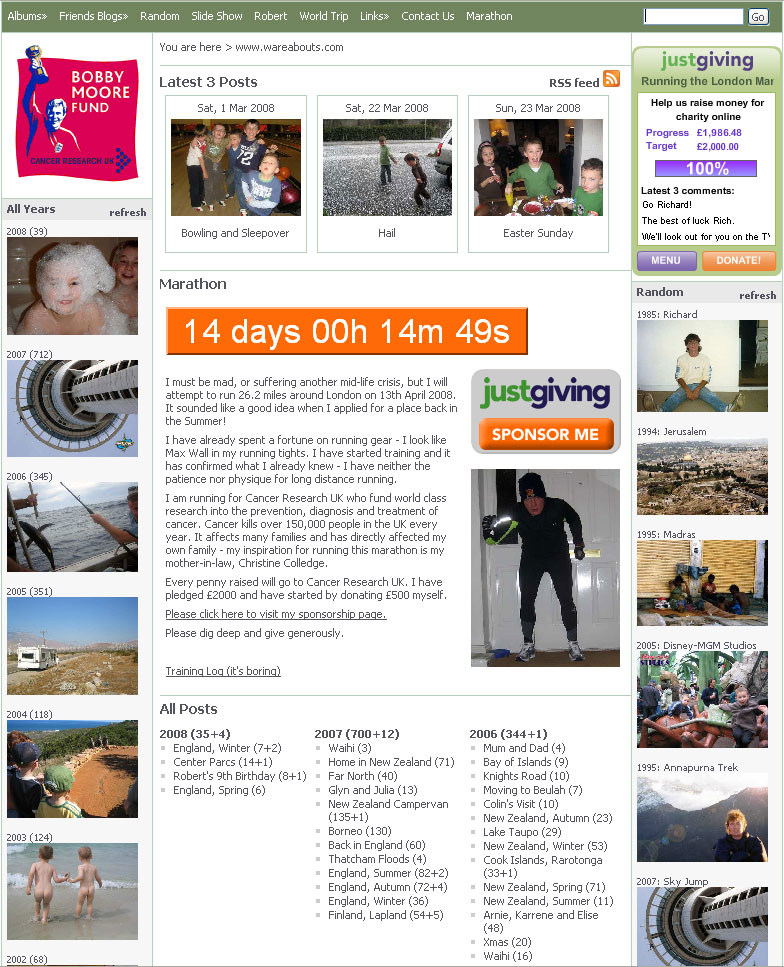 Albums» Friends Blogs» Random Slide Show Robert World Trip Links» Contact Us Marathon Go
BOBBY
MOORE
FUND
CANCER RESEARCH UK
All Years refresh
2008 (39)
2007 (712)
2006 (345)
2005 (351)
2004 (118)
2003 (124)
2002 (68)
You are here > www.wareabouts.com
Latest 3 Posts RSS feed
Sat, 1 Mar 2008
Bowling and Sleepover
Sat, 22 Mar 2008
Hail
Sun, 23 Mar 2008
Easter Sunday
Marathon
14 days 00h 14m 49s
I must be mad, or suffering another mid-life crisis, but I will
attempt to run 26.2 miles around London on 13th April 2008.
It sounded like a good idea when I applied for a place back in
the Summer!
I have already spent a fortune on running gear - I look like
Max Wall in my running tights. I have started training and it
has confirmed what I already knew - I have neither the
patience nor physique for long distance running.
I am running for Cancer Research UK who fund world class
research into the prevention, diagnosis and treatment of
cancer. Cancer kills over 150,000 people in the UK every
year. It affects many families and has directly affected my
own family - my inspiration for running this marathon is my
mother-in-law, Christine Colledge.
Every penny raised will go to Cancer Research UK. I have
pledged £2000 and have started by donating £500 myself.
Please click here to visit my sponsorship page.
Please dig deep and give generously.
Training Log (it's boring)
justgiving
SPONSOR ME
All Posts
2008 (35+4)
England, Winter (7+2)
Center Parcs (14+1)
Robert's 9th Birthday (8+1)
England, Spring (6)
2007 (700+12)
Waihi (3)
Home in New Zealand (71)
Far North (40)
Glyn and Julia (13)
New Zealand Campervan
(135+1)
Borneo (130)
Back in England (60)
Thatcham Floods (4)
England, Summer (82+2)
England, Autumn (72+4)
England, Winter (36)
Finland, Lapland (54+5)
2006 (344+1)
Mum and Dad (4)
Bay of Islands (9)
Knights Road (10)
Moving to Beulah (7)
Colin's Visit (10)
New Zealand, Autumn (23)
Lake Taupo (29)
New Zealand, Winter (53)
Cook Islands, Rarotonga
(33+1)
New Zealand, Spring (71)
New Zealand, Summer (11)
Arnie, Karrene and Elise
(48)
Xmas (20)
Waihi (16)
justgiving
Running the London Mar
Help us raise money for
charity online
Progress £1,986.48
Target £2,000.00
100%
Latest 3 comments:
Go Richard!
The best of luck Rich.
We'll look out for you on the TV
MENU DONATE!
Random refresh
1985: Richard
1994: Jerusalem
1995: Madras
2005: Disney-MGM Studios
STUDIOS
1995: Annapurna Trek
2007: Sky Jump